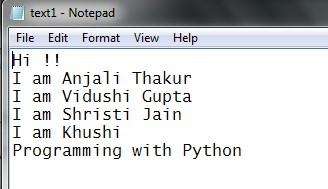 text1 - Notepad
File Edit Format View Help
Hi !!
I am Anjali Thakur
I am Vidushi Gupta
I am Shristi Jain
I am Khushi
Programming with Python